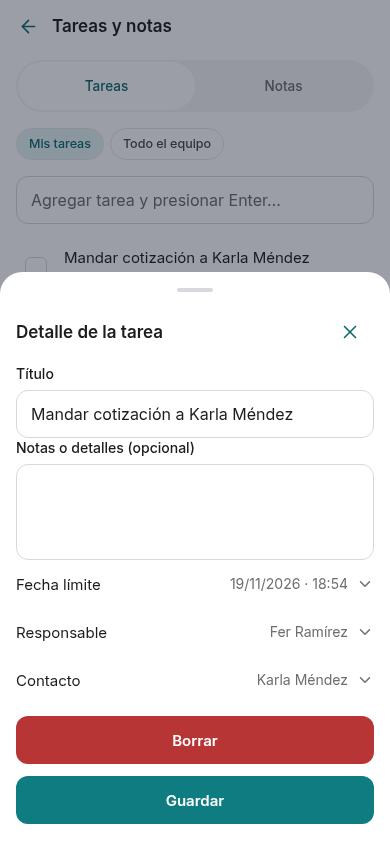 Tareas y notas
Tareas
Notas
Mis tareas
Todo el equipo
Agregar tarea y presionar Enter...
Mandar cotización a Karla Méndez
Detalle de la tarea
Título
Mandar cotización a Karla Méndez
Notas o detalles (opcional)
Fecha límite
19/11/2026 · 18:54
Responsable
Fer Ramírez
Contacto
Karla Méndez
Borrar
Guardar